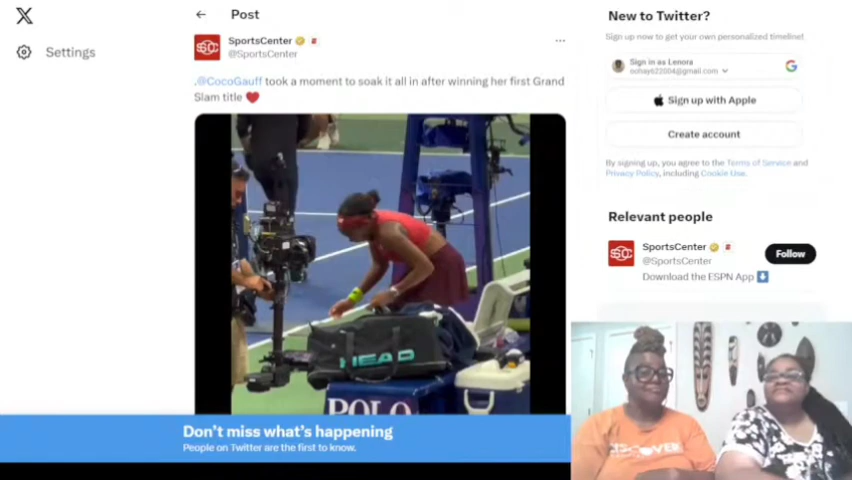 Settings
Post
SportsCenter
@SportsCenter
.@CocoGauff took a moment to soak it all in after winning her first Grand
Slam title
HEAD
POLO
Don't miss what's happening
People on Twitter are the first to know.
New to Twitter?
Sign up now to get your own personalized timeline!
Sign in as Lenora
Sign up with Apple
Create account
By signing up, you agree to the Terms of Service and
Privacy Policy, including Cookie Use.
Relevant people
SportsCenter
@SportsCenter
Follow
Download the ESPN App